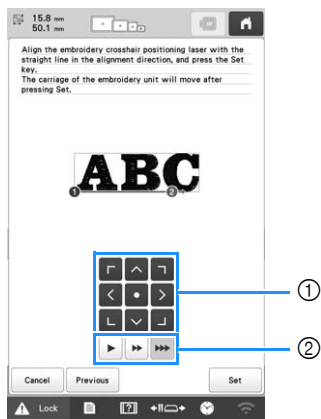 15.8 mm
50.1 mm
Align the embroidery crosshair positioning laser with the
straight line in the alignment direction, and press the Set
key.
The carriage of the embroidery unit will move after
pressing Set.
ABC
1 2
①
②
Cancel Previous Set
Lock